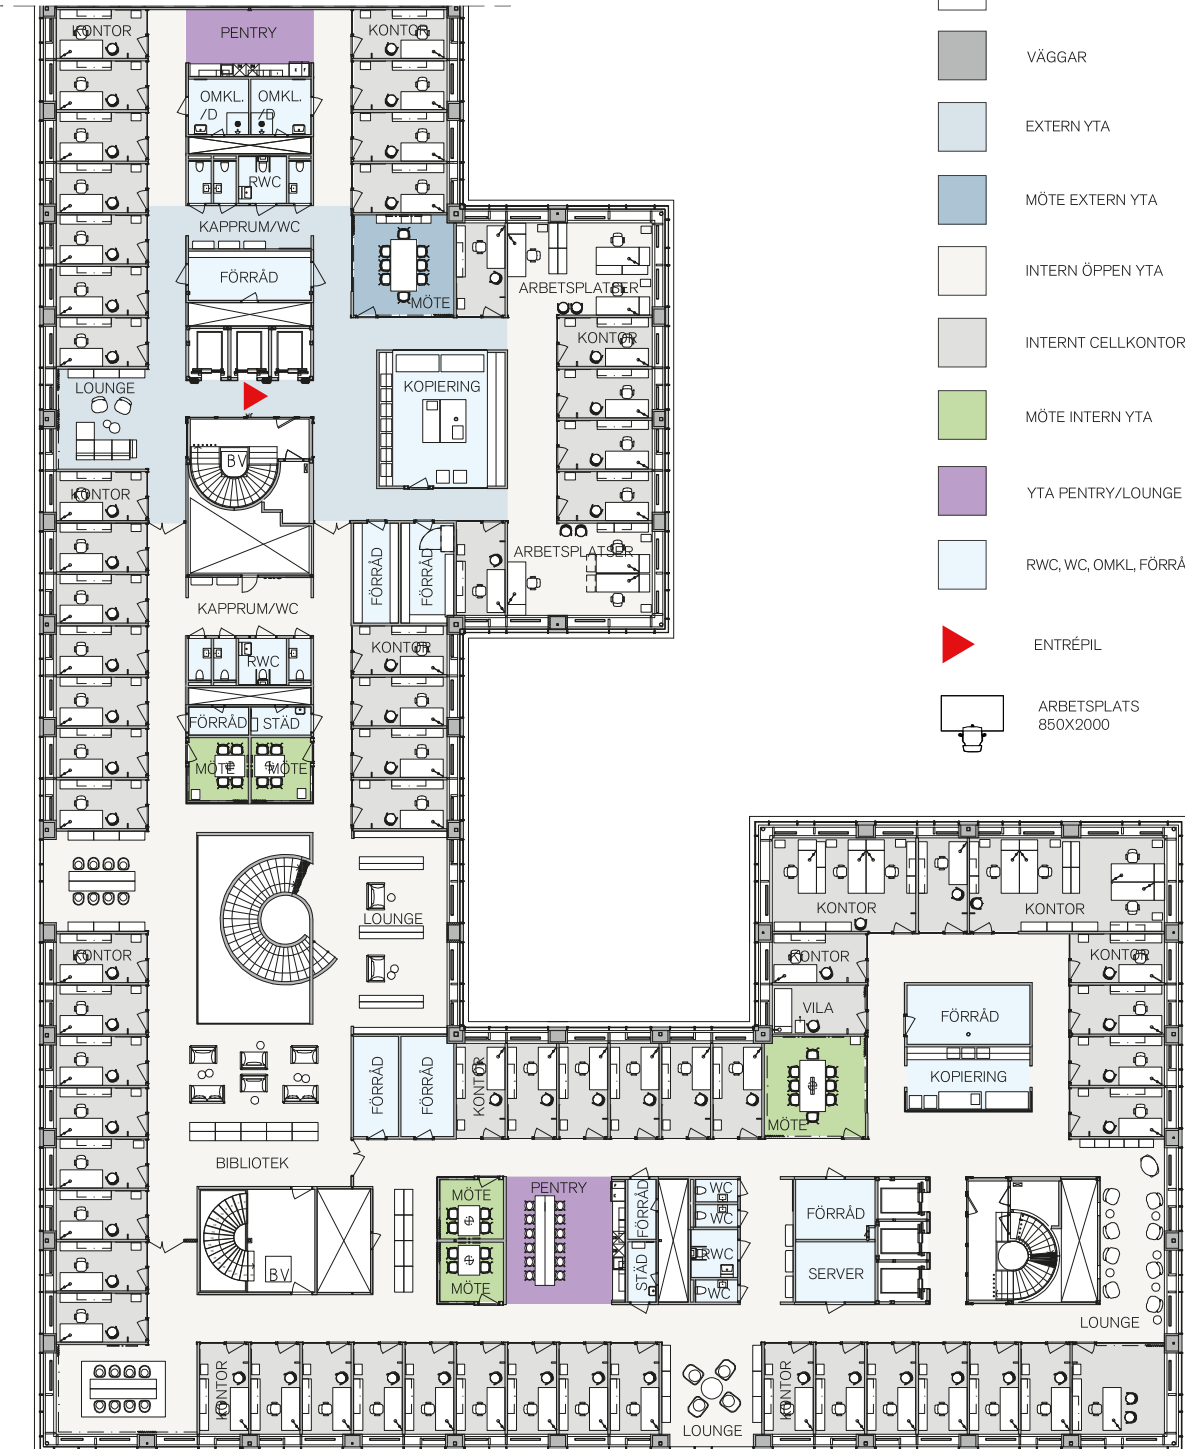 KONTOR
PENTRY
KONTOR
VÄGGAR
OMKL.
/D
OMKL.
/D
EXTERN YTA
RWC
MÖTE EXTERN YTA
KAPPRUM/WC
INTERN ÖPPEN YTA
FÖRRÅD
ARBETSPLATSER
MÖTE
KONTOR
INTERNT CELLKONTOR
LOUNGE
KOPIERING
MÖTE INTERN YTA
BV
KONTOR
YTA PENTRY/LOUNGE
ARBETSPLATSER
FÖRRÅD
FÖRRÅD
RWC, WC, OMKL, FÖRRÅ
KAPPRUM/WC
KONTOR
ENTRÉPIL
RWC
ARBETSPLATS
850X2000
FÖRRÅD
STÄD
MÖTE
MÖTE
LOUNGE
KONTOR
KONTOR
KONTOR
KONTOR
KONTOR
VILA
FÖRRÅD
FÖRRÅD
FÖRRÅD
KONTOR
KOPIERING
MÖTE
BIBLIOTEK
MÖTE
PENTRY
FÖRRÅD
WC
WC
FÖRRÅD
RWC
BV
MÖTE
STÄD
WC
SERVER
LOUNGE
KONTOR
KONTOR
LOUNGE